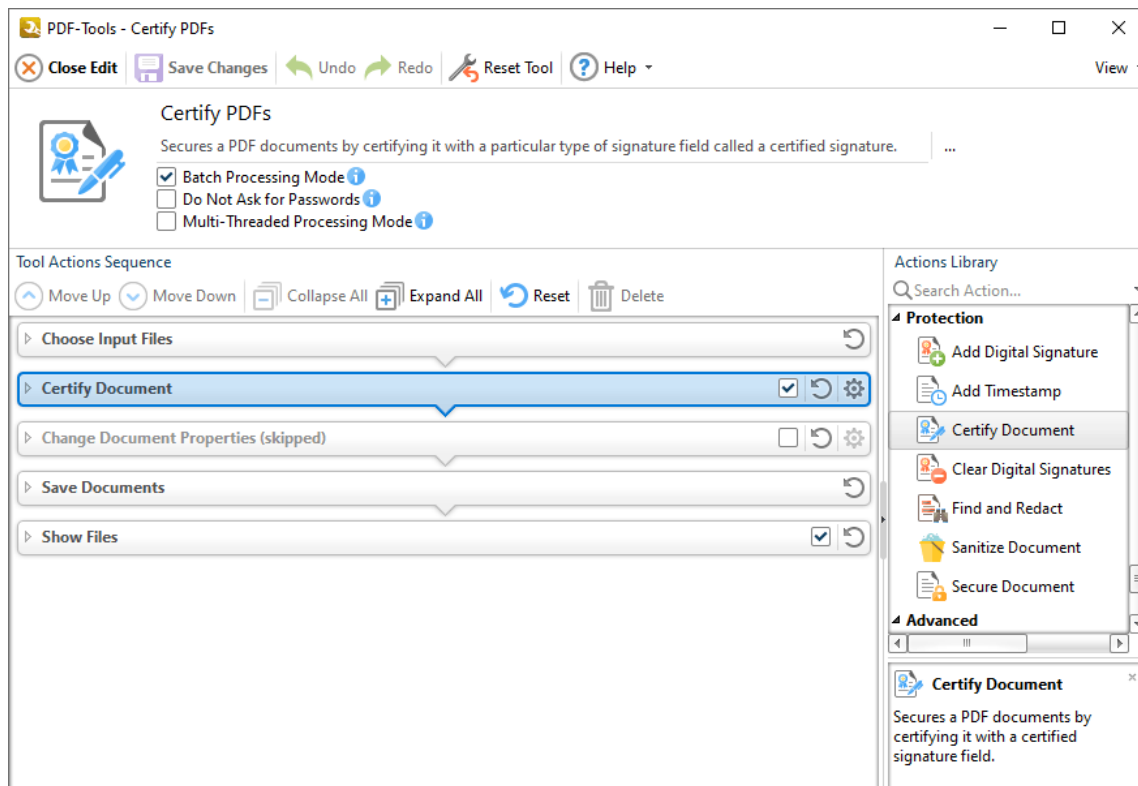 PDF-Tools - Certify PDFs
Close Edit Save Changes Undo Redo Reset Tool Help View
Certify PDFs
Secures a PDF documents by certifying it with a particular type of signature field called a certified signature. ...
Batch Processing Mode
Do Not Ask for Passwords
Multi-Threaded Processing Mode
Tool Actions Sequence
Move Up Move Down Collapse All Expand All Reset Delete
Choose Input Files
Certify Document
Change Document Properties (skipped)
Save Documents
Show Files
Actions Library
Search Action...
Protection
Add Digital Signature
Add Timestamp
Certify Document
Clear Digital Signatures
Find and Redact
Sanitize Document
Secure Document
Advanced
Certify Document
Secures a PDF documents by
certifying it with a certified
signature field.